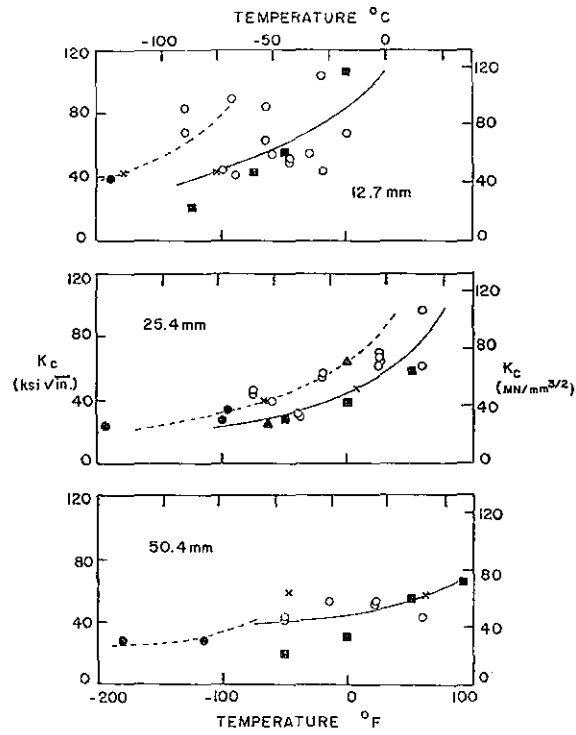 TEMPERATURE °C
-100 -50 0
120 120
80 80
40 40
0 0
12.7 mm
120 120
25.4 mm
80 80
Kc Kc
(ksi √in.) (MN/mm3/2)
40 40
0 0
120 120
50.4 mm
80 80
40 40
0 0
-200 -100 0 100
TEMPERATURE °F